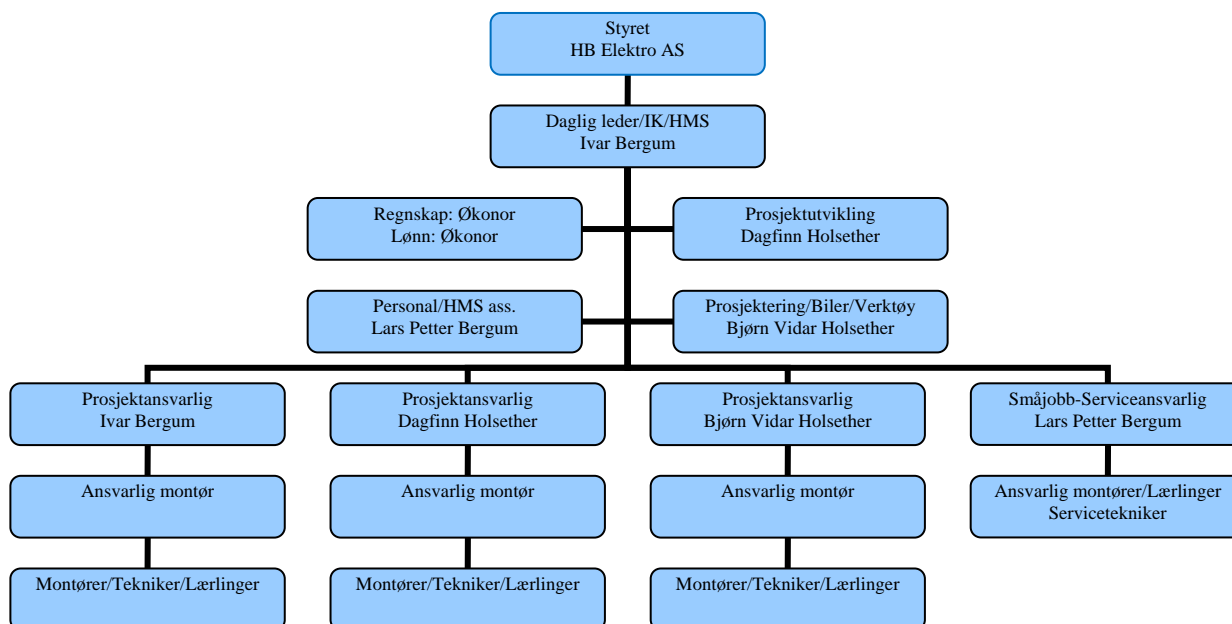 Styret
HB Elektro AS
Daglig leder/IK/HMS
Ivar Bergum
Regnskap: Økonor
Lønn: Økonor
Prosjektutvikling
Dagfinn Holsether
Personal/HMS ass.
Lars Petter Bergum
Prosjektering/Biler/Verktøy
Bjørn Vidar Holsether
Prosjektansvarlig
Ivar Bergum
Prosjektansvarlig
Dagfinn Holsether
Prosjektansvarlig
Bjørn Vidar Holsether
Småjobb-Serviceansvarlig
Lars Petter Bergum
Ansvarlig montør
Ansvarlig montør
Ansvarlig montør
Ansvarlig montører/Lærlinger
Servicetekniker
Montører/Tekniker/Lærlinger
Montører/Tekniker/Lærlinger
Montører/Tekniker/Lærlinger